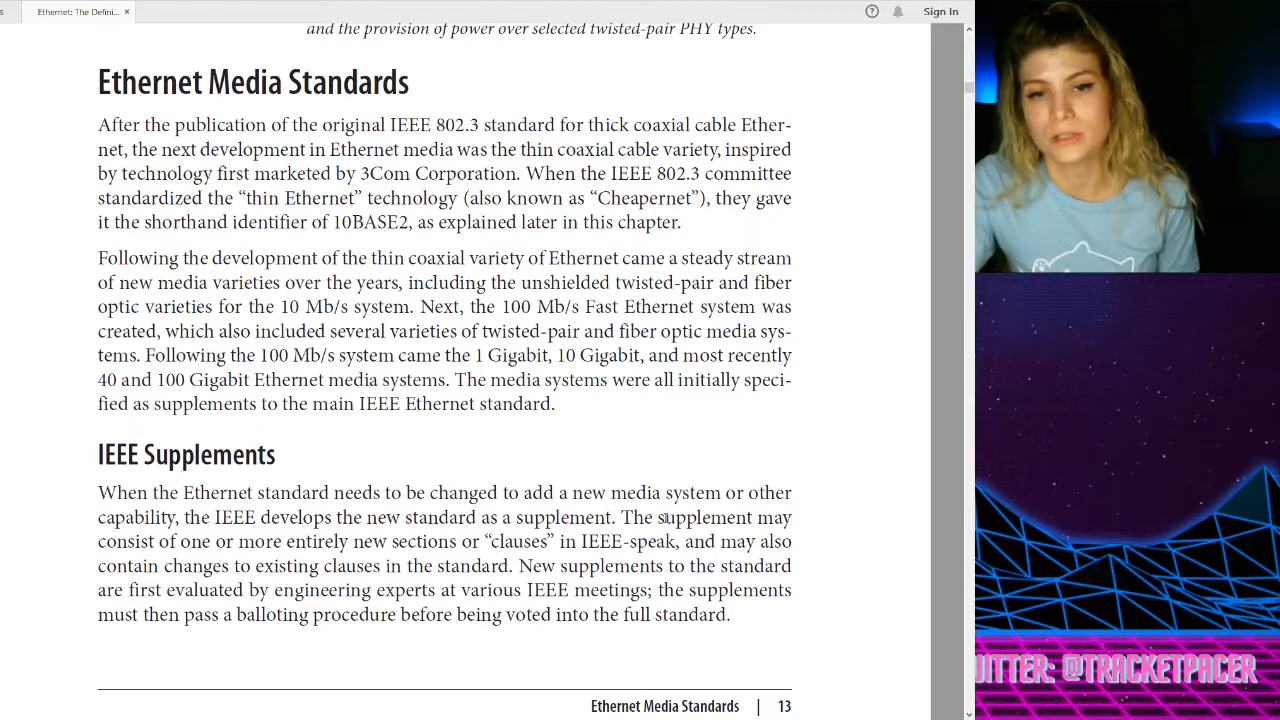 s
Ethernet: The Defini... ×
? Sign In
and the provision of power over selected twisted-pair PHY types.
Ethernet Media Standards
After the publication of the original IEEE 802.3 standard for thick coaxial cable Ether-
net, the next development in Ethernet media was the thin coaxial cable variety, inspired
by technology first marketed by 3Com Corporation. When the IEEE 802.3 committee
standardized the “thin Ethernet” technology (also known as “Cheapernet”), they gave
it the shorthand identifier of 10BASE2, as explained later in this chapter.
Following the development of the thin coaxial variety of Ethernet came a steady stream
of new media varieties over the years, including the unshielded twisted-pair and fiber
optic varieties for the 10 Mb/s system. Next, the 100 Mb/s Fast Ethernet system was
created, which also included several varieties of twisted-pair and fiber optic media sys-
tems. Following the 100 Mb/s system came the 1 Gigabit, 10 Gigabit, and most recently
40 and 100 Gigabit Ethernet media systems. The media systems were all initially speci-
fied as supplements to the main IEEE Ethernet standard.
IEEE Supplements
When the Ethernet standard needs to be changed to add a new media system or other
capability, the IEEE develops the new standard as a supplement. The supplement may
consist of one or more entirely new sections or “clauses” in IEEE-speak, and may also
contain changes to existing clauses in the standard. New supplements to the standard
are first evaluated by engineering experts at various IEEE meetings; the supplements
must then pass a balloting procedure before being voted into the full standard.
Ethernet Media Standards | 13
WITTER: @TRACKETPACER